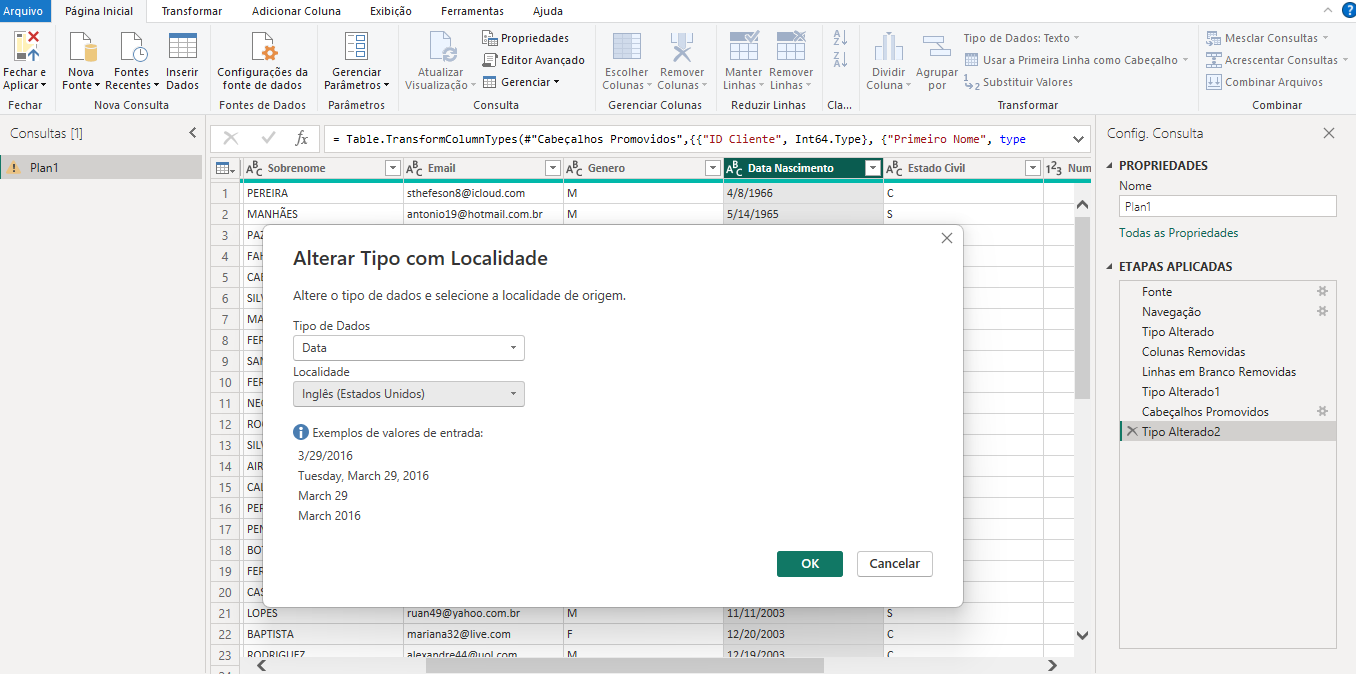 Arquivo Página Inicial Transformar Adicionar Coluna Exibição Ferramentas Ajuda ?
Fechar e Aplicar
Fechar
Nova Fonte
Fontes Recentes
Inserir Dados
Nova Consulta
Configurações da fonte de dados
Fontes de Dados
Gerenciar Parâmetros
Parâmetros
Atualizar Visualização
Propriedades
Editor Avançado
Gerenciar
Consulta
Escolher Colunas
Remover Colunas
Gerenciar Colunas
Manter Linhas
Remover Linhas
Reduzir Linhas
A Z
Z A
Cla...
Dividir Coluna
Agrupar por
Tipo de Dados: Texto
Usar a Primeira Linha como Cabeçalho
1 2 Substituir Valores
Transformar
Mesclar Consultas
Acrescentar Consultas
Combinar Arquivos
Combinar
Consultas [1]
Plan1
fx = Table.TransformColumnTypes(#"Cabeçalhos Promovidos",{{"ID Cliente", Int64.Type}, {"Primeiro Nome", type
ABC Sobrenome ABC Email ABC Genero ABC Data Nascimento ABC Estado Civil 123 Num
1 PEREIRA sthefeson8@icloud.com M 4/8/1966 C
2 MANHÃES antonio19@hotmail.com.br M 5/14/1965 S
3 PAZ
4 FAH
5
6 SILV
7 MA
8 FER
9 SAN
10 FER
11 NEC
12
13 SILV
14 AIR
15 CAL
16 PER
17
18
19 FER
20 CAS
21 LOPES ruan49@yahoo.com.br M 11/11/2003 S
22 BAPTISTA mariana32@live.com F 12/20/2003 C
23 RODRIGUEZ alexandre44@uol.com M 12/19/2003 C
Alterar Tipo com Localidade
Altere o tipo de dados e selecione a localidade de origem.
Tipo de Dados
Data
Localidade
Inglês (Estados Unidos)
Exemplos de valores de entrada:
3/29/2016
Tuesday, March 29, 2016
March 29
March 2016
OK Cancelar
Config. Consulta
PROPRIEDADES
Nome
Plan1
Todas as Propriedades
ETAPAS APLICADAS
Fonte
Navegação
Tipo Alterado
Colunas Removidas
Linhas em Branco Removidas
Tipo Alterado1
Cabeçalhos Promovidos
Tipo Alterado2